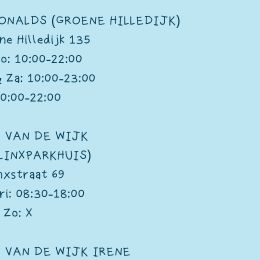 ONALDS (GROENE HILLEDIJK)
ne Hilledijk 135
o: 10:00-22:00
Za: 10:00-23:00
0:00-22:00
VAN DE WIJK
LINXPARKHUIS)
nxstraat 69
ri: 08:30-18:00
Zo: X
VAN DE WIJK IRENE